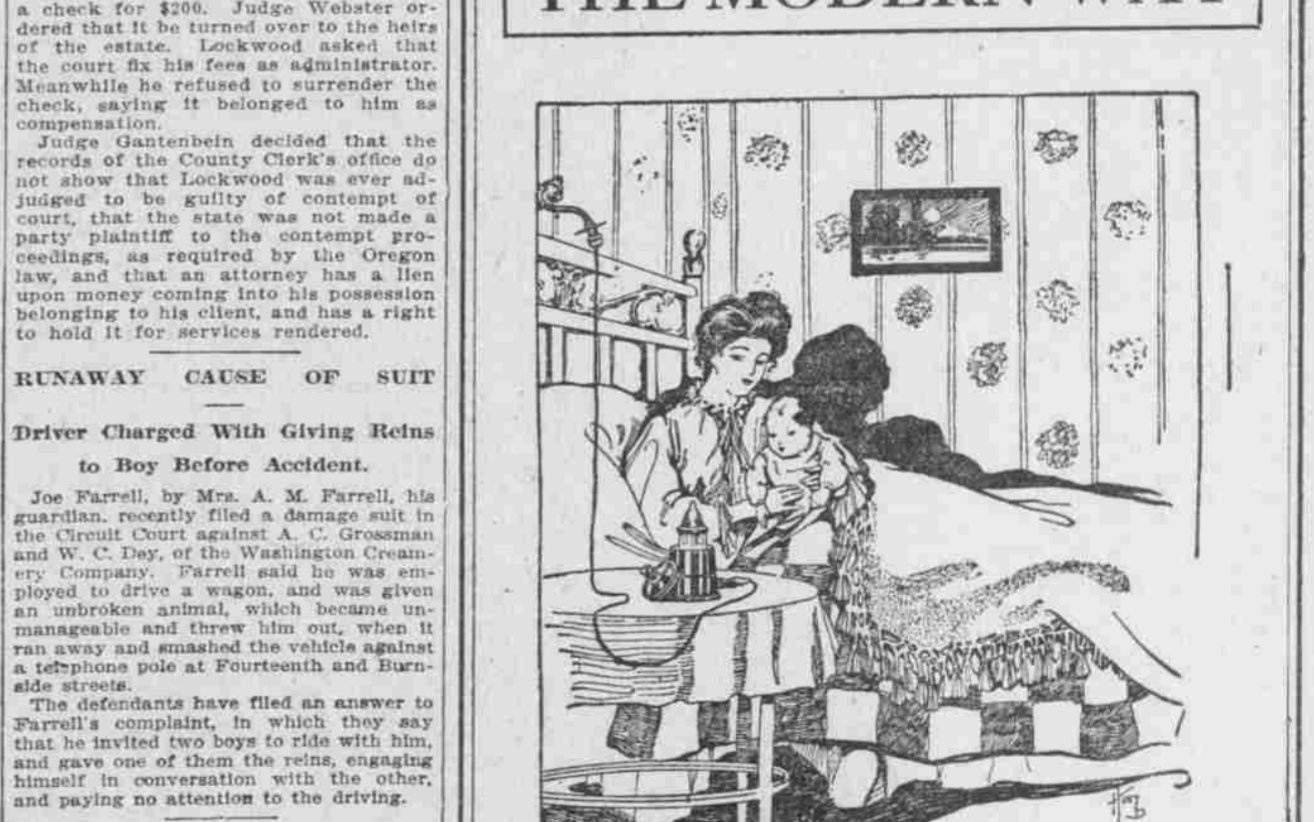 a check for $200. Judge Webster or-
dered that it be turned over to the heirs
of the estate. Lockwood asked that
the court fix his fees as administrator.
Meanwhile he refused to surrender the
check, saying it belonged to him as
compensation.
Judge Gantenbein decided that the
records of the County Clerk's office do
not show that Lockwood was ever ad-
judged to be guilty of contempt of
court, that the state was not made a
party plaintiff to the contempt pro-
ceedings, as required by the Oregon
law, and that an attorney has a lien
upon money coming into his possession
belonging to his client, and has a right
to hold it for services rendered.
RUNAWAY CAUSE OF SUIT
Driver Charged With Giving Reins
to Boy Before Accident.
Joe Farrell, by Mrs. A. M. Farrell, his
guardian, recently filed a damage suit in
the Circuit Court against A. C. Grossman
and W. C. Day, of the Washington Cream-
ery Company. Farrell said he was em-
ployed to drive a wagon, and was given
an unbroken animal, which became un-
manageable and threw him out, when it
ran away and smashed the vehicle against
a telephone pole at Fourteenth and Burn-
side streets.
The defendants have filed an answer to
Farrell's complaint, in which they say
that he invited two boys to ride with him,
and gave one of them the reins, engaging
himself in conversation with the other,
and paying no attention to the driving.
THE MODERN WAY